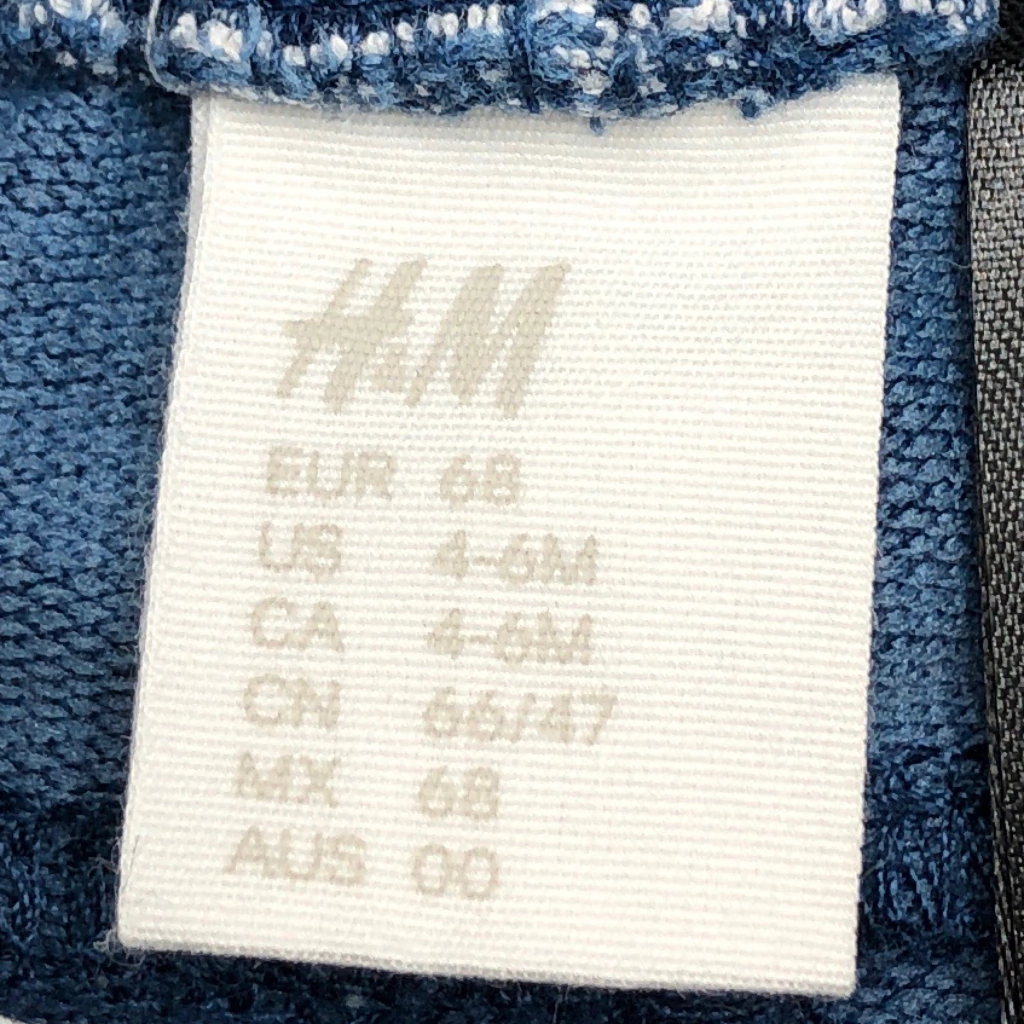 H&M
EUR 68
US 4-6M
CA 4-6M
CN 66/47
MX 68
AUS 00